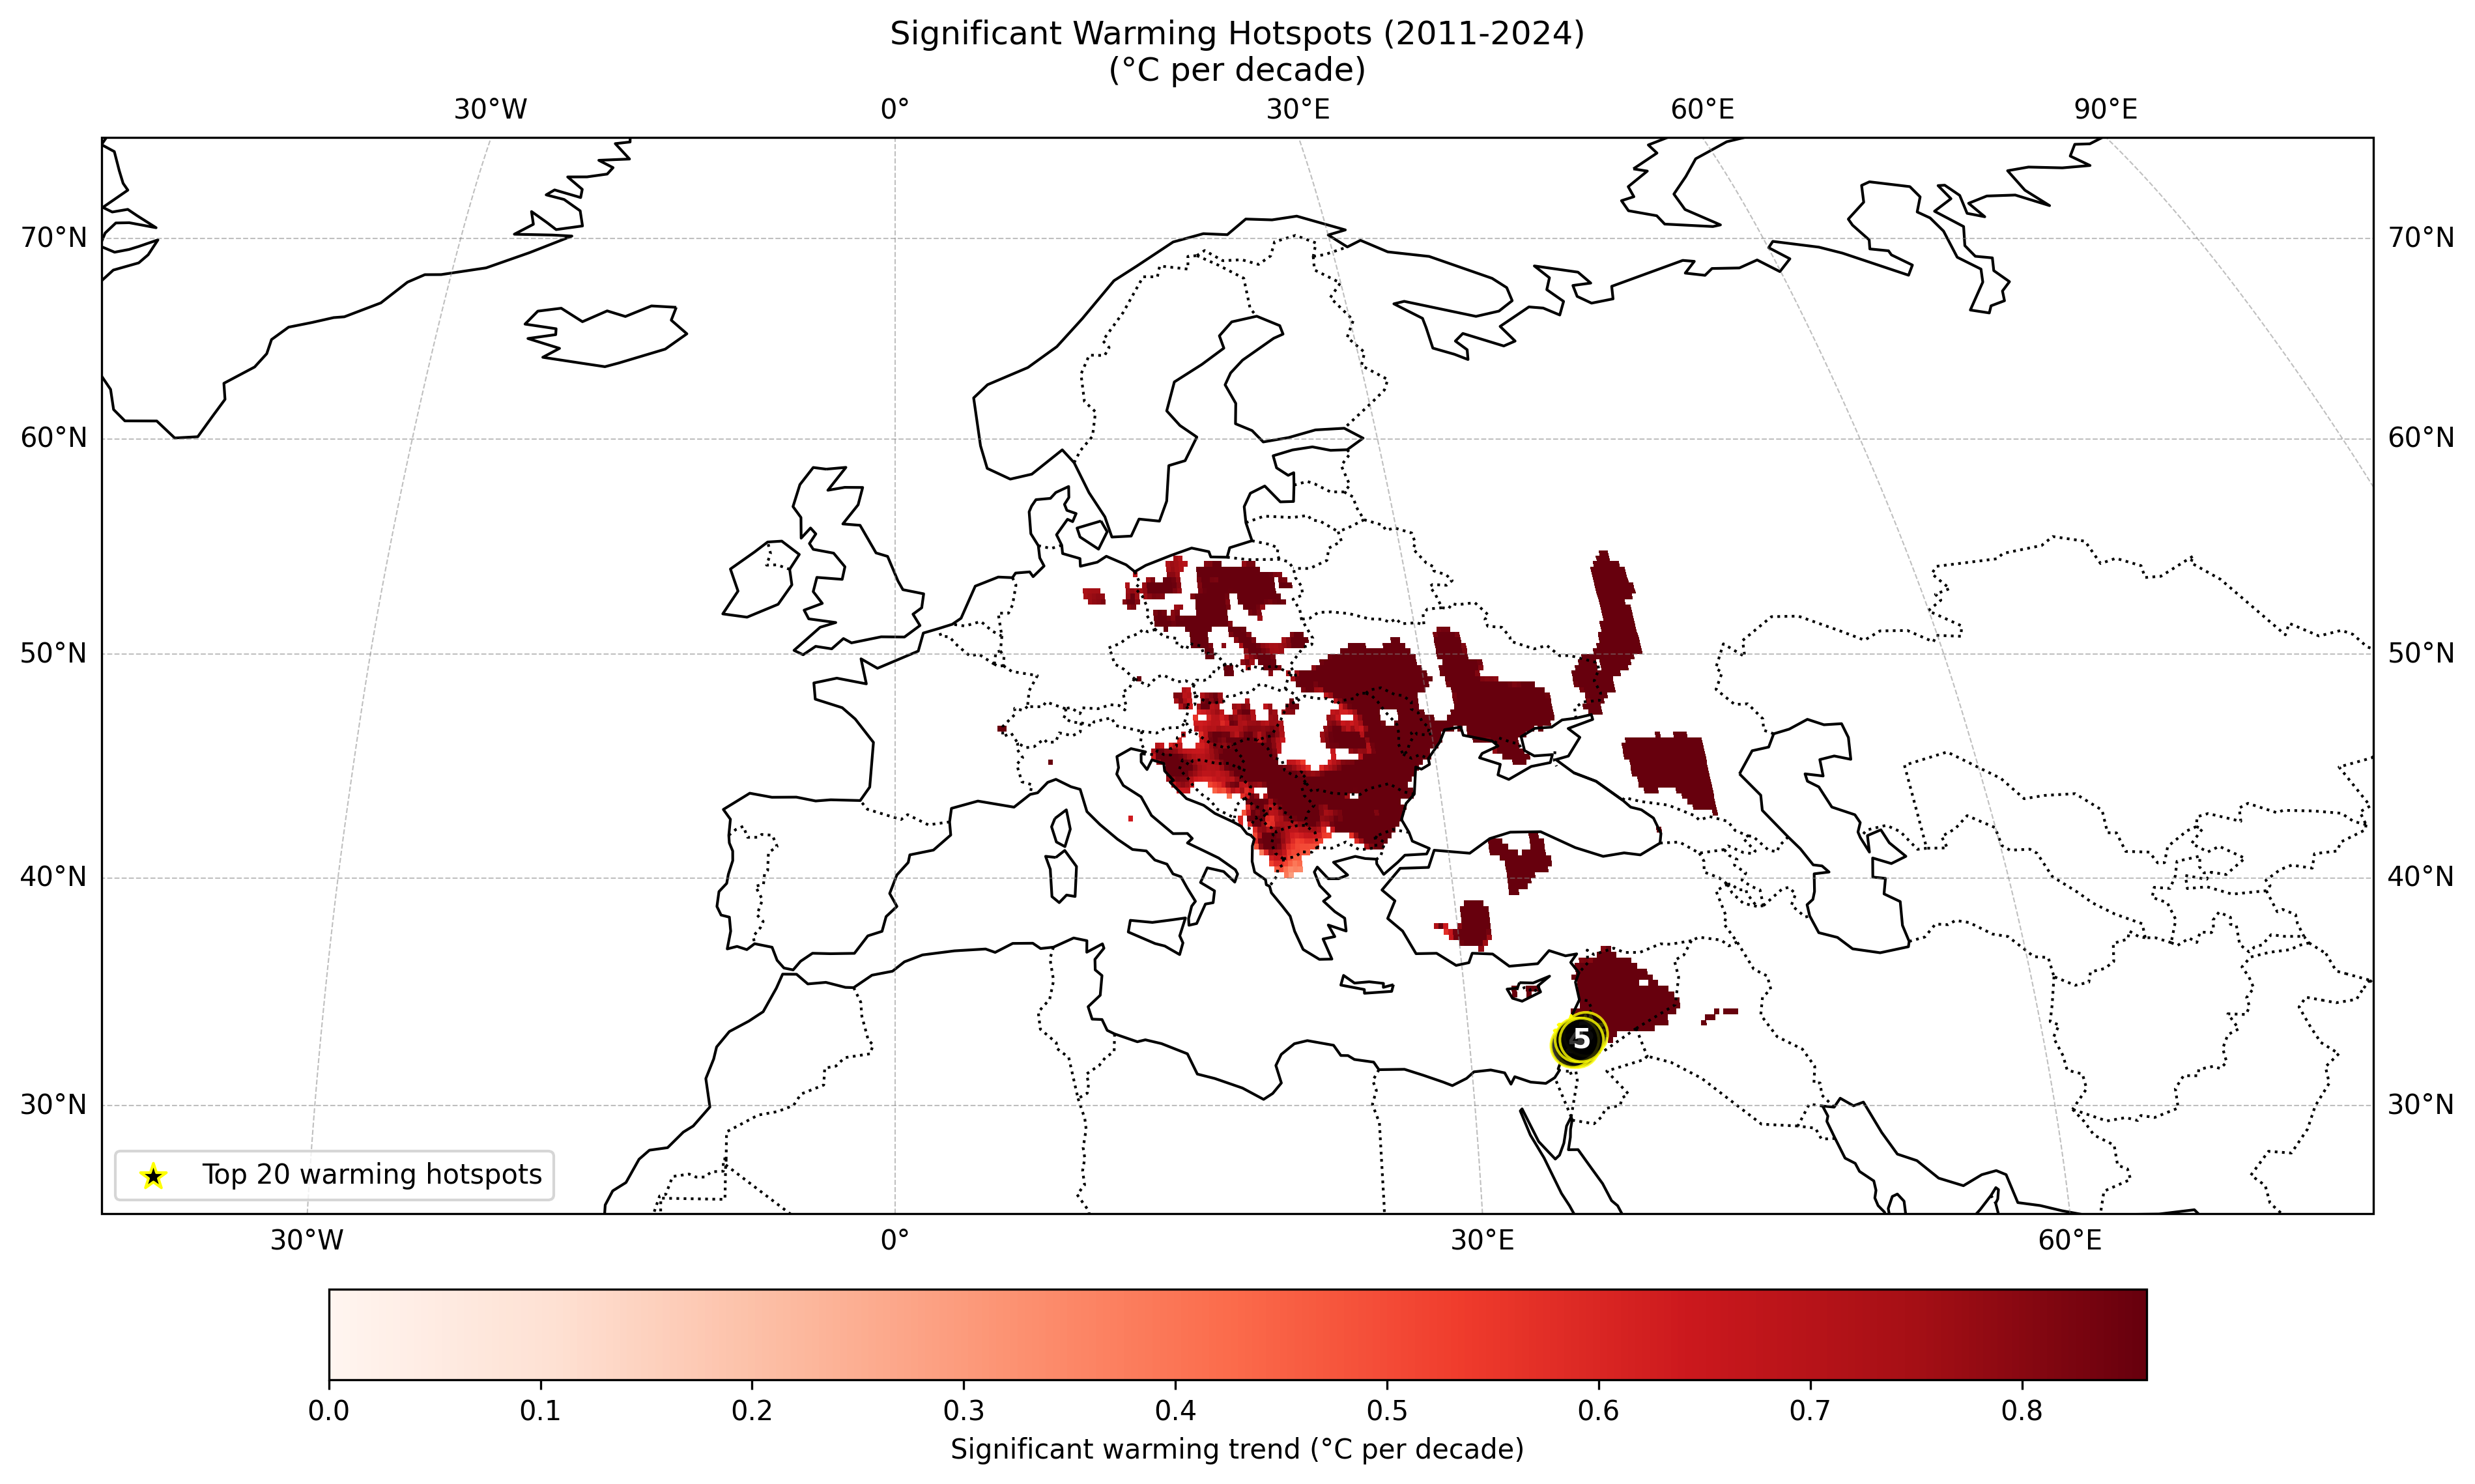 Significant Warming Hotspots (2011-2024)
(°C per decade)
30°W 0° 30°E 60°E 90°E
70°N 70°N
60°N 60°N
50°N 50°N
40°N 40°N
30°N 30°N
5
Top 20 warming hotspots
30°W 0° 30°E 60°E
0.0 0.1 0.2 0.3 0.4 0.5 0.6 0.7 0.8
Significant warming trend (°C per decade)